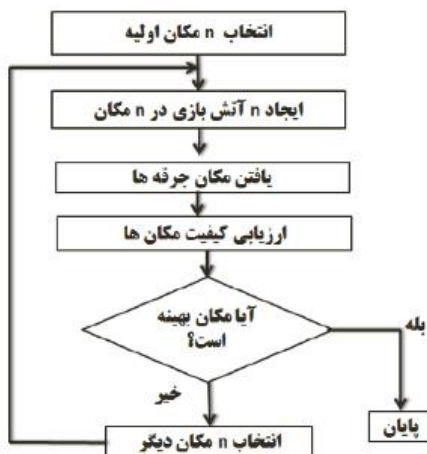 انتخاب n مکان اولیه
ایجاد n آتش بازی در n مکان
یافتن مکان جرقه ها
ارزیابی کیفیت مکان ها
آیا مکان بهینه
است؟
بله
خیر
پایان
انتخاب n مکان دیگر